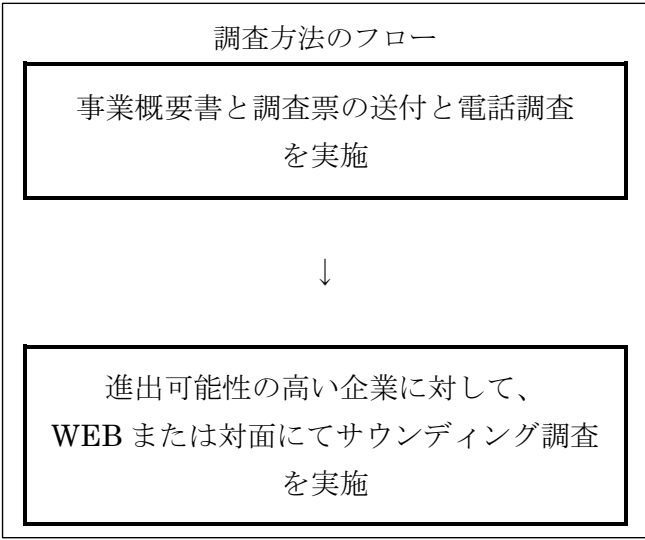 調査方法のフロー
事業概要書と調査票の送付と電話調査
を実施
↓
進出可能性の高い企業に対して、
WEB または対面にてサウンディング調査
を実施